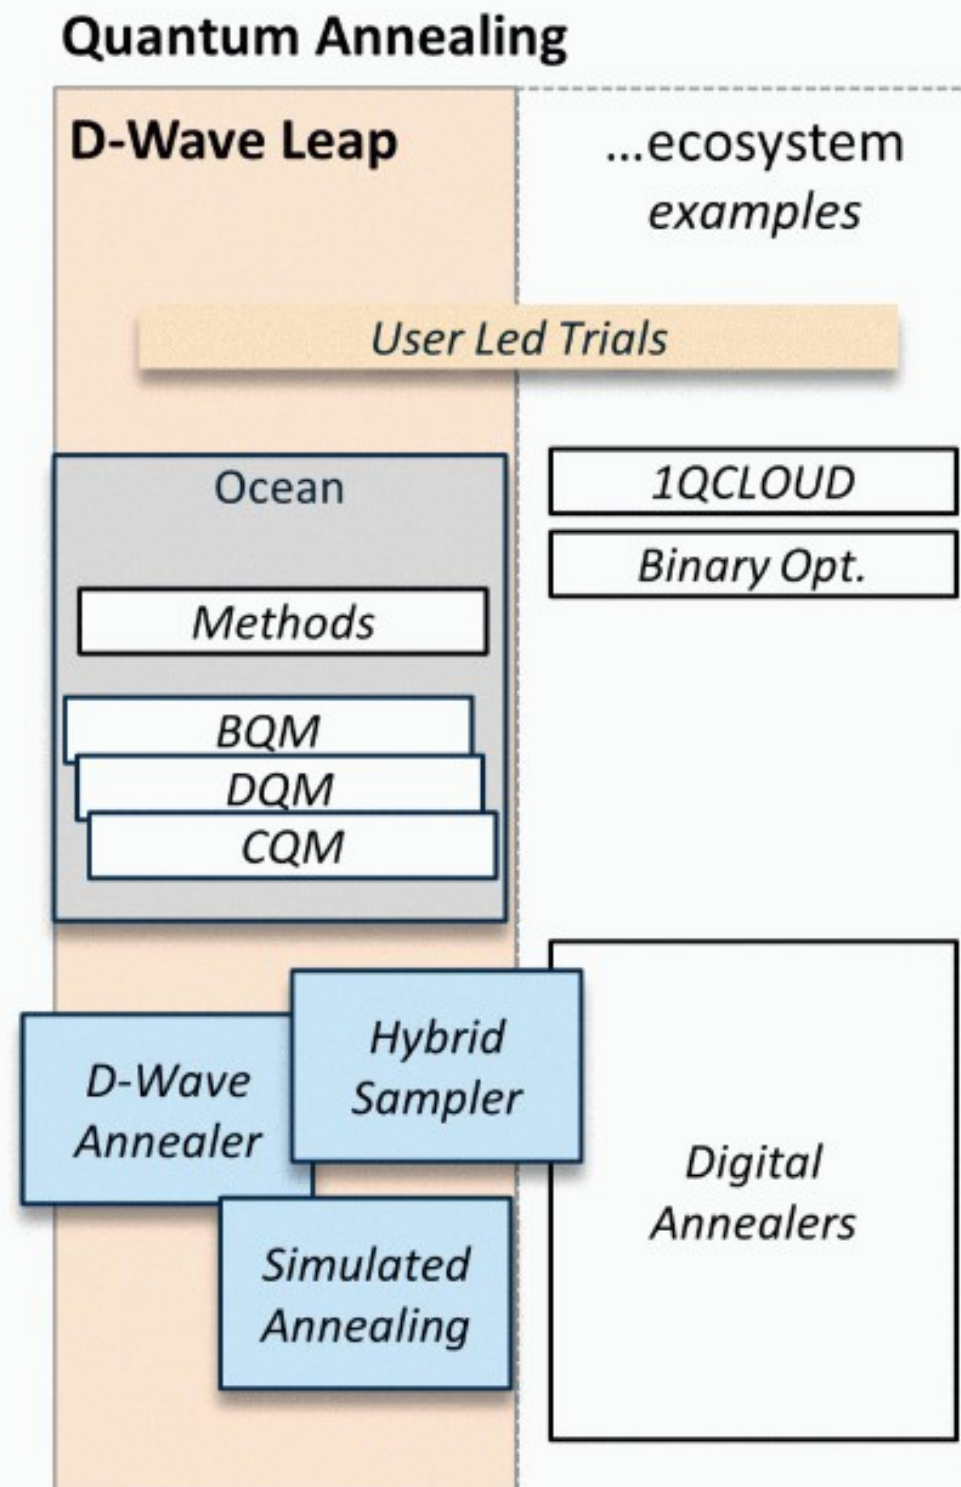 Quantum Annealing
D-Wave Leap
...ecosystem
examples
User Led Trials
Ocean
Methods
BQM
DQM
CQM
1QCLOUD
Binary Opt.
D-Wave
Annealer
Hybrid
Sampler
Simulated
Annealing
Digital
Annealers